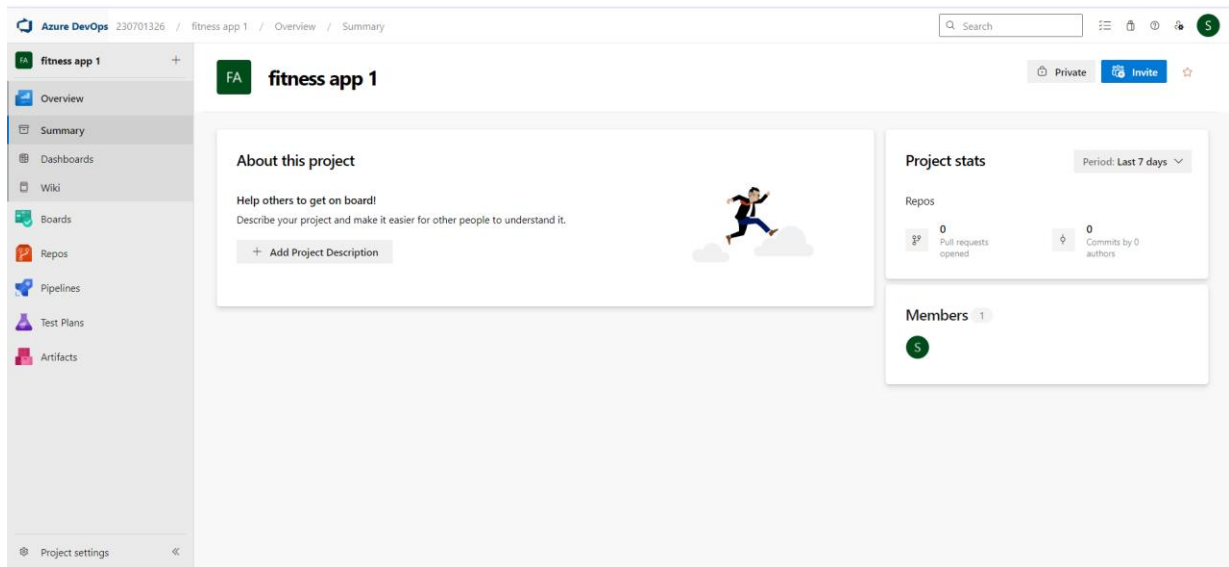 Azure DevOps 230701326 / fitness app 1 / Overview / Summary
Search
S
FA fitness app 1 +
Overview
Summary
Dashboards
Wiki
Boards
Repos
Pipelines
Test Plans
Artifacts
Project settings
FA fitness app 1
Private
Invite
About this project
Help others to get on board!
Describe your project and make it easier for other people to understand it.
+ Add Project Description
Project stats
Period: Last 7 days
Repos
0
Pull requests
opened
0
Commits by 0
authors
Members 1
S